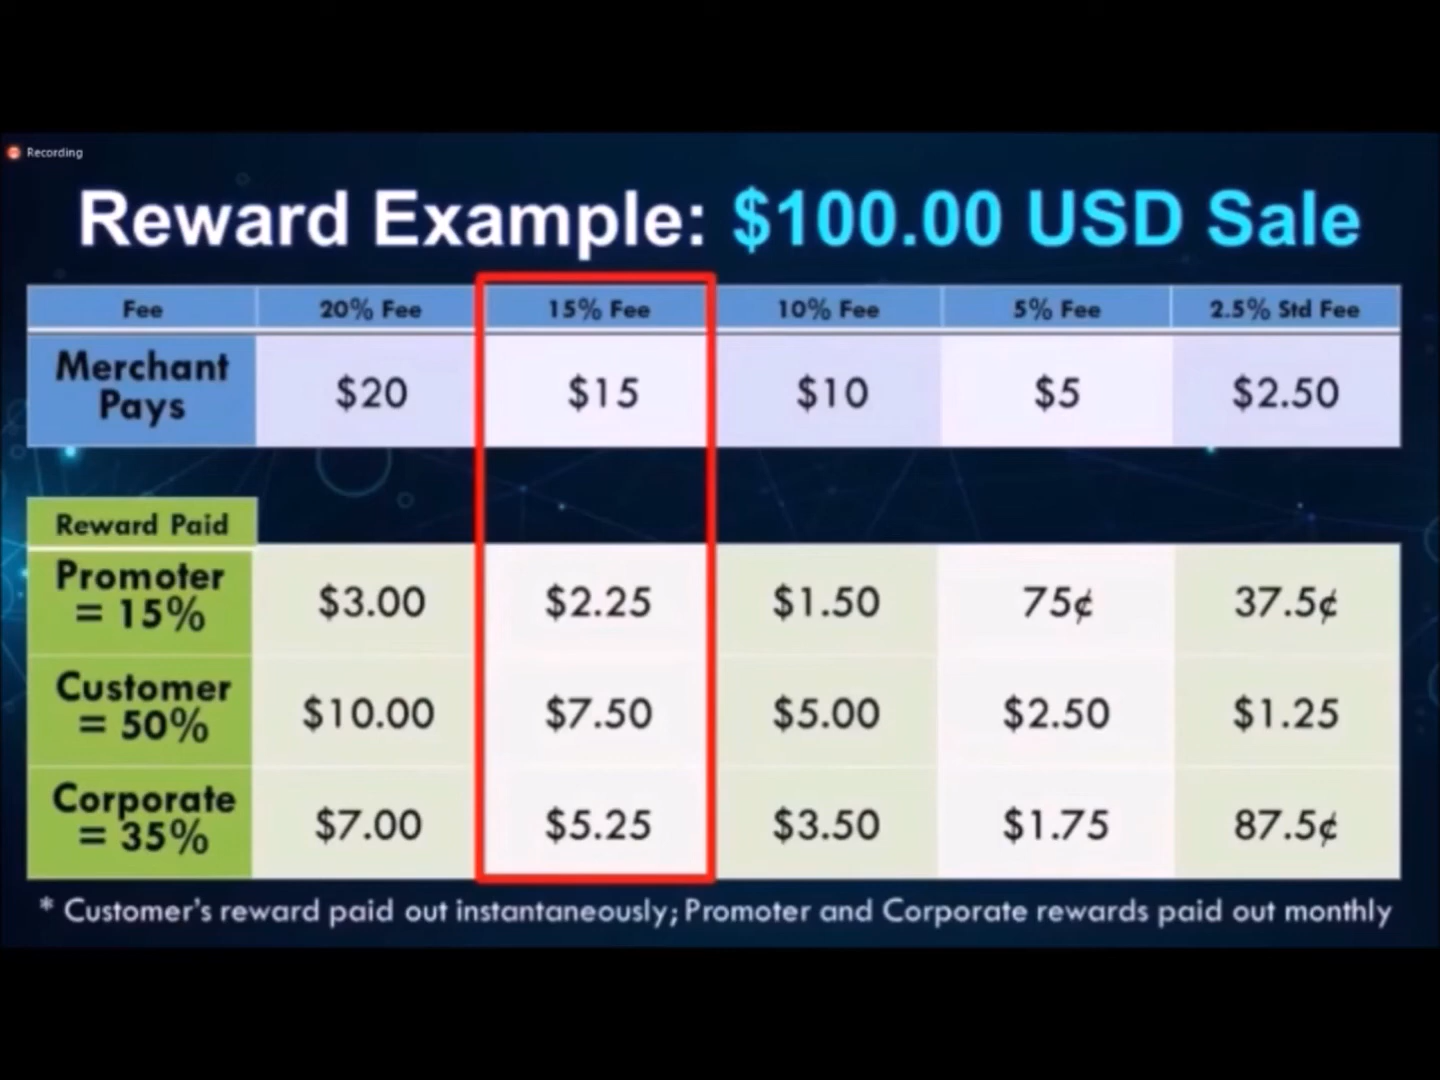 Recording
Reward Example: $100.00 USD Sale
Fee 20% Fee 15% Fee 10% Fee 5% Fee 2.5% Std Fee
Merchant
Pays
$20 $15 $10 $5 $2.50
Reward Paid
Promoter
= 15%
$3.00 $2.25 $1.50 75¢ 37.5¢
Customer
= 50%
$10.00 $7.50 $5.00 $2.50 $1.25
Corporate
= 35%
$7.00 $5.25 $3.50 $1.75 87.5¢
* Customer's reward paid out instantaneously; Promoter and Corporate rewards paid out monthly